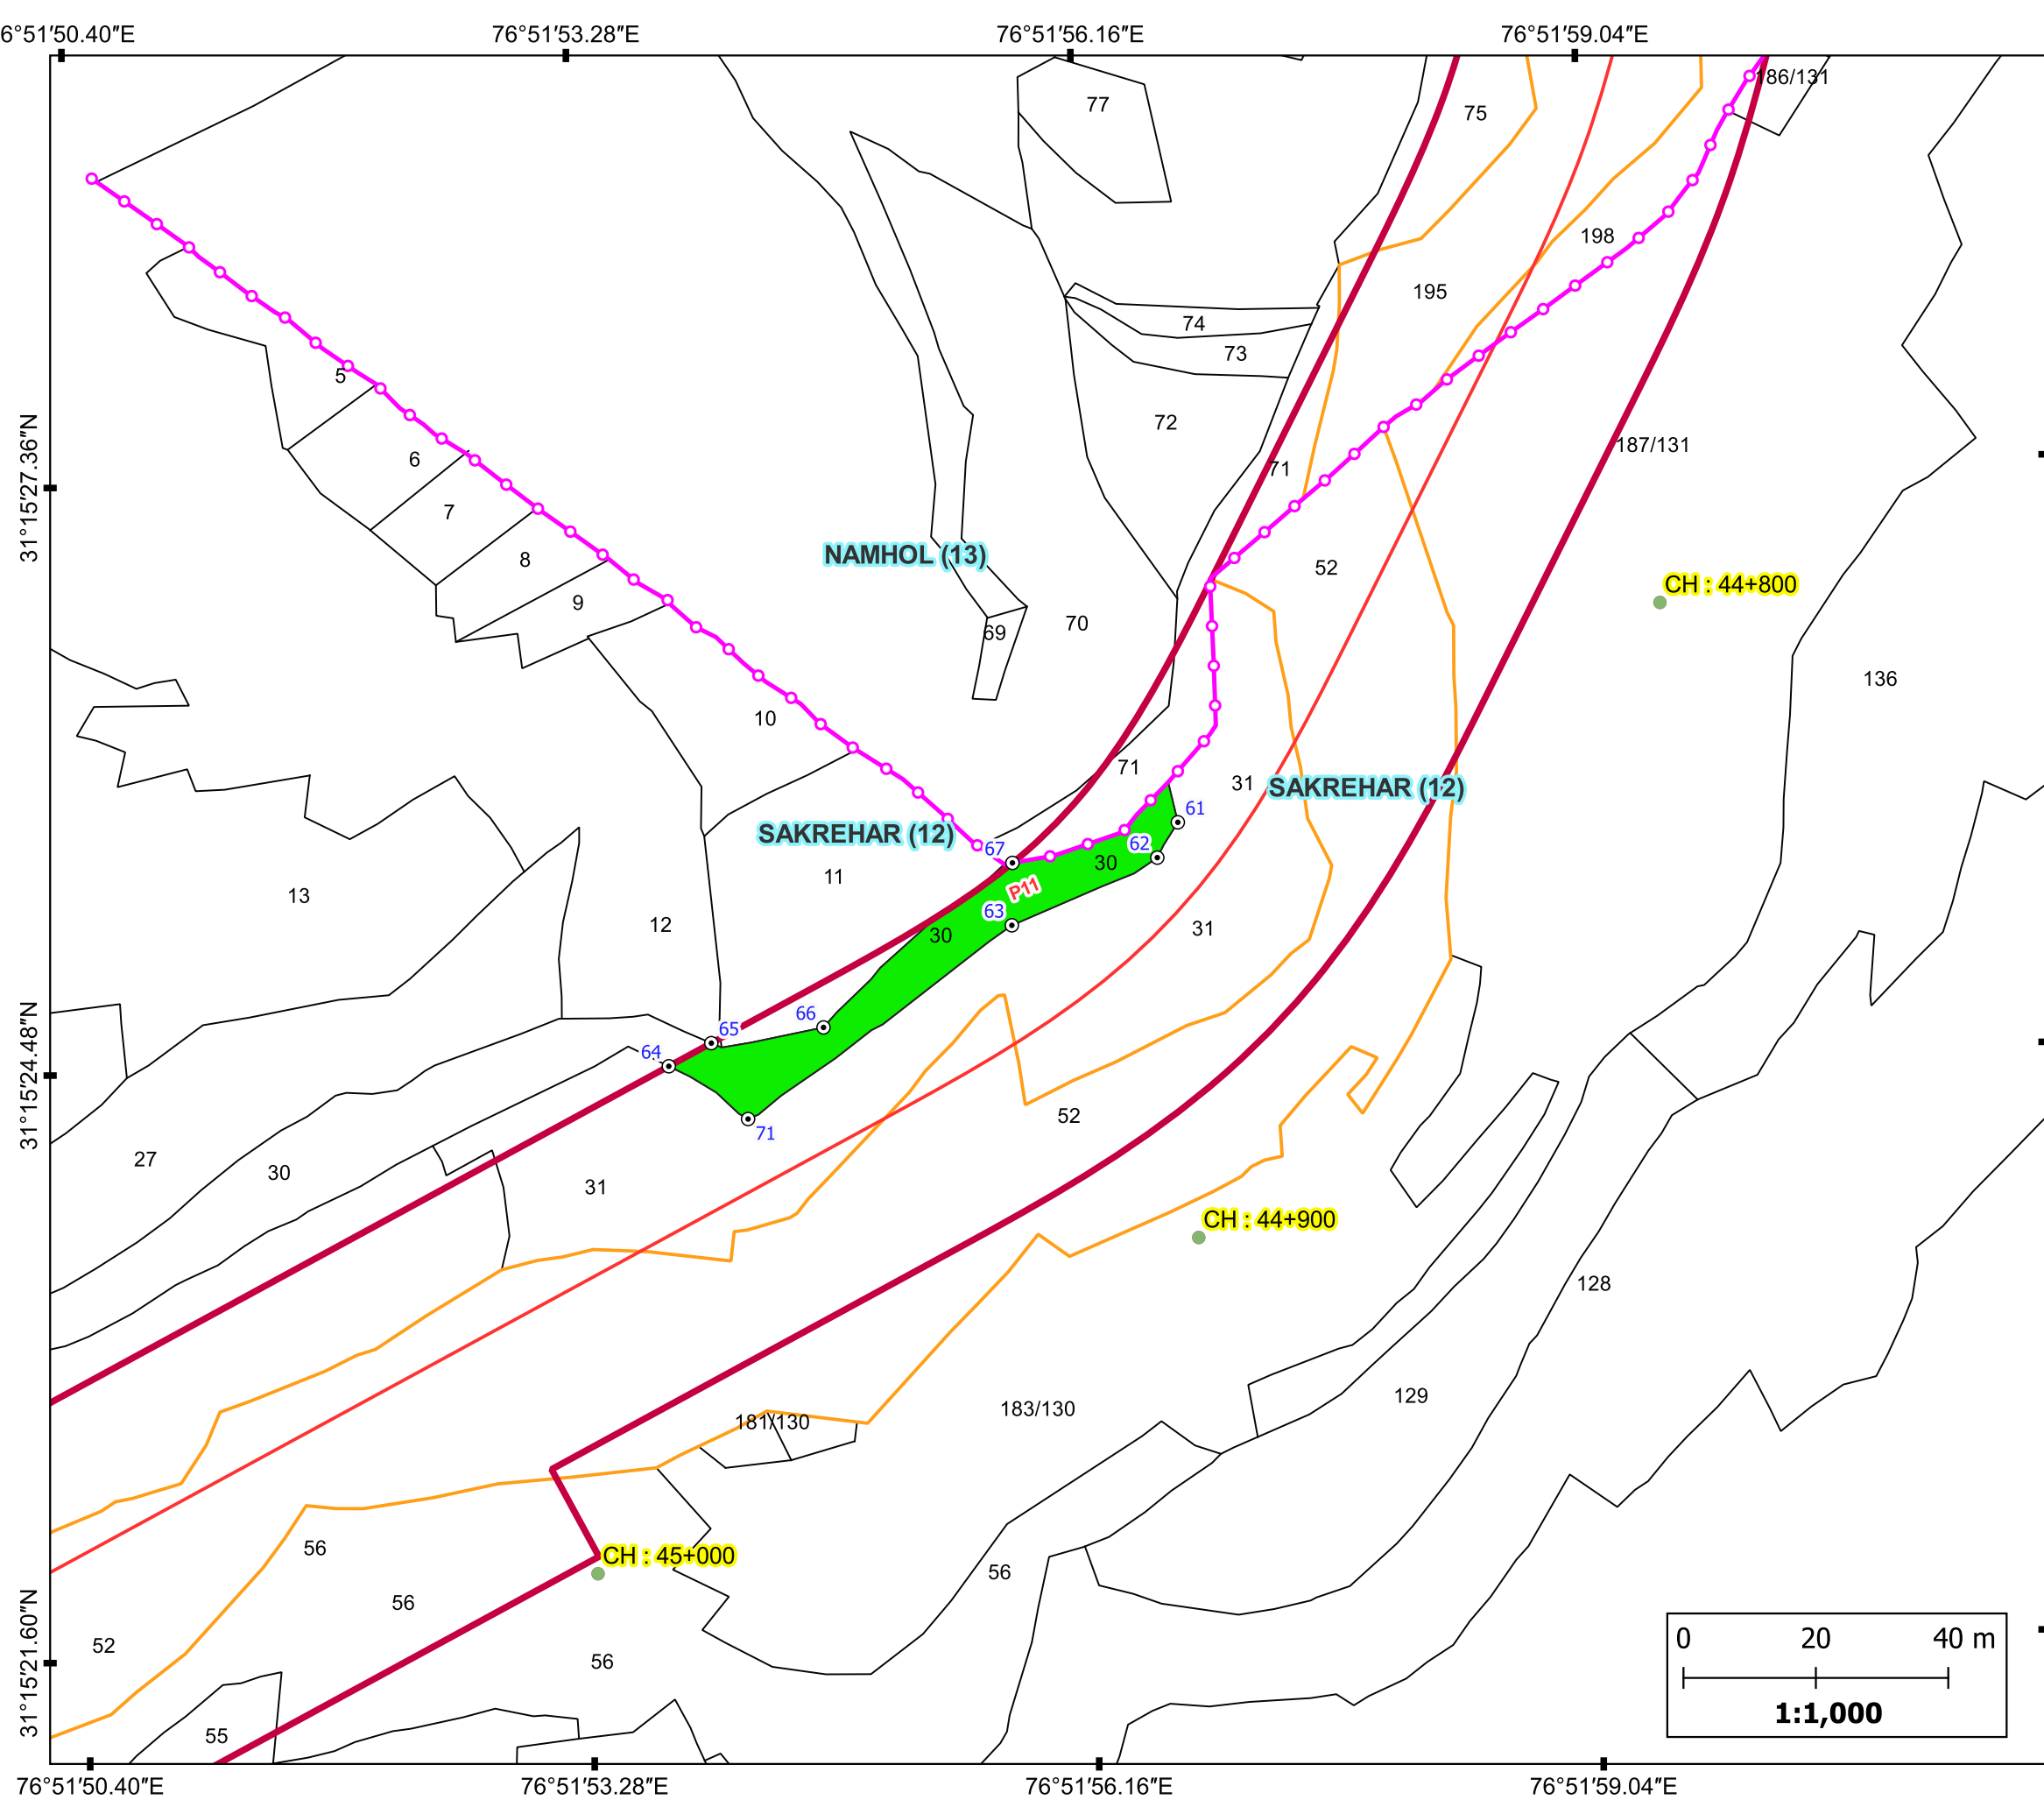 6°51′50.40″E
76°51′53.28″E
76°51′56.16″E
76°51′59.04″E
186/131
77
75
198
195
74
73
5
72
187/131
6
71
7
31°15′27.36″N
NAMHOL (13)
8
52
CH : 44+800
9
69
70
136
10
71
31
SAKREHAR (12)
61
SAKREHAR (12)
62
67
30
11
P11
13
63
12
30
31
66
65
64
31°15′24.48″N
52
71
27
30
31
CH : 44+900
128
129
183/130
181/130
56
CH : 45+000
56
56
52
56
31°15′21.60″N
0 20 40 m
1:1,000
55
76°51′50.40″E
76°51′53.28″E
76°51′56.16″E
76°51′59.04″E